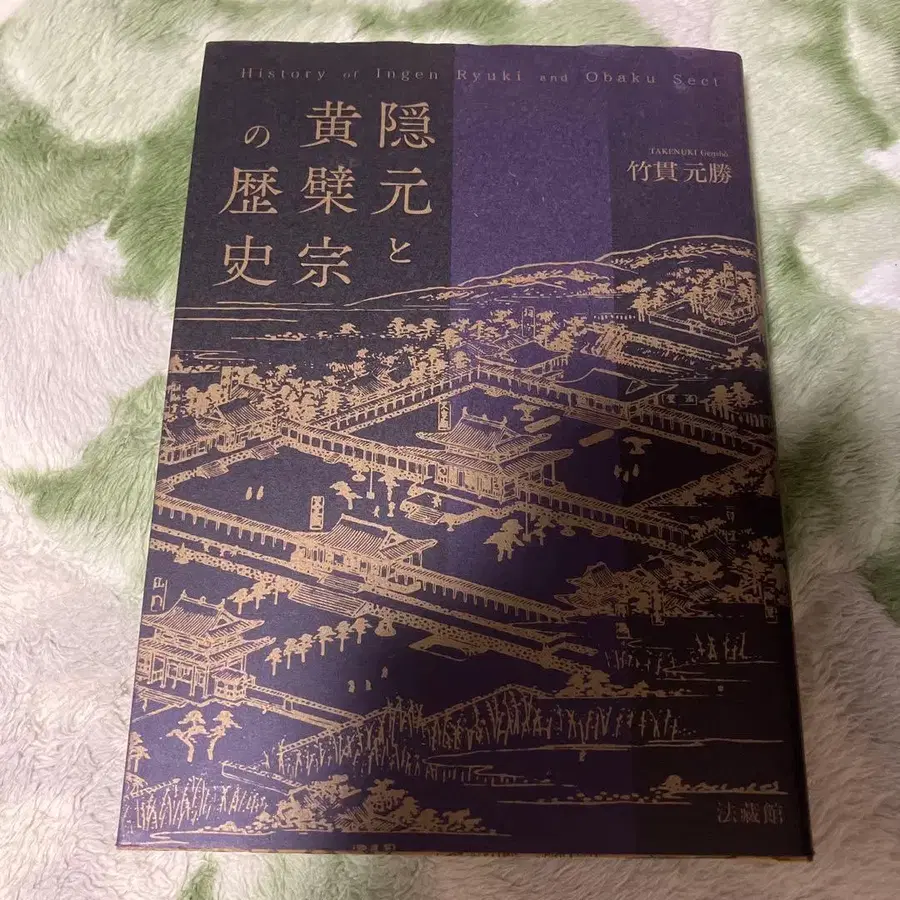 History of Ingen Ryuki and Obaku Sect
隠元と
黄檗宗
の歴史
TAKENUKI Genshō
竹貫元勝
法藏館